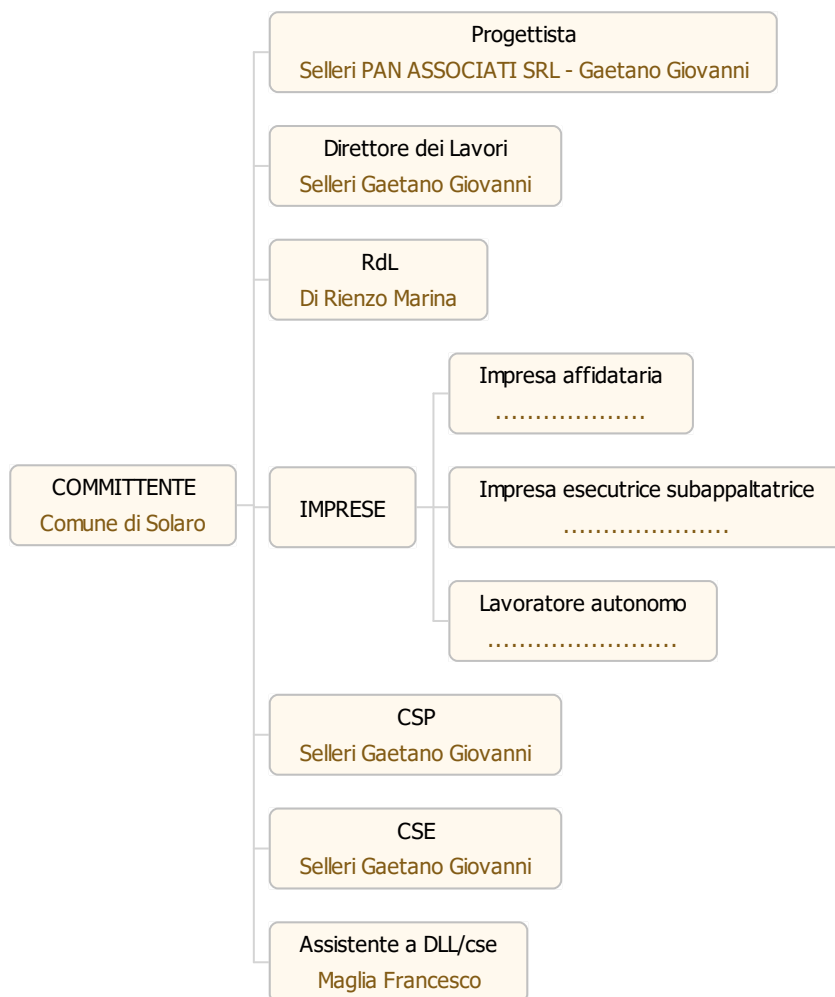 Progettista
Selleri PAN ASSOCIATI SRL - Gaetano Giovanni
Direttore dei Lavori
Selleri Gaetano Giovanni
RdL
Di Rienzo Marina
Impresa affidataria
...................
COMMITTENTE
Comune di Solaro
IMPRESE
Impresa esecutrice subappaltatrice
.....................
Lavoratore autonomo
........................
CSP
Selleri Gaetano Giovanni
CSE
Selleri Gaetano Giovanni
Assistente a DLL/cse
Maglia Francesco